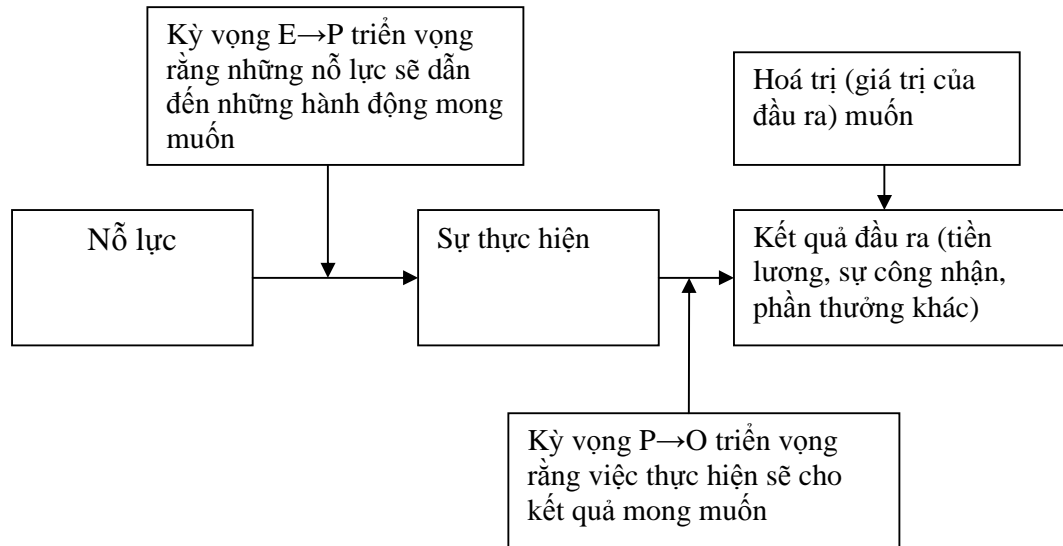 Kỳ vọng E→P triển vọng
rằng những nỗ lực sẽ dẫn
đến những hành động mong
muốn
Hoá trị (giá trị của
đầu ra) muốn
Nỗ lực
Sự thực hiện
Kết quả đầu ra (tiền
lương, sự công nhận,
phần thưởng khác)
Kỳ vọng P→O triển vọng
rằng việc thực hiện sẽ cho
kết quả mong muốn